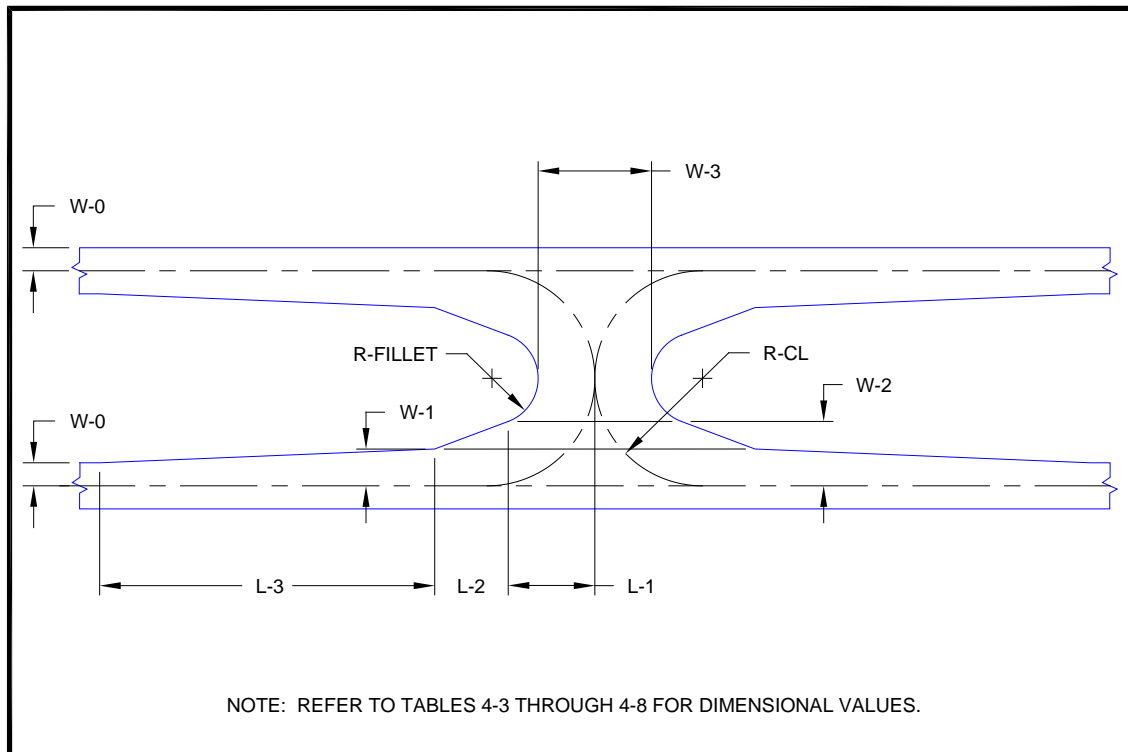 W-3
W-0
R-FILLET
R-CL
W-2
W-1
W-0
L-3
L-2
L-1
NOTE: REFER TO TABLES 4-3 THROUGH 4-8 FOR DIMENSIONAL VALUES.